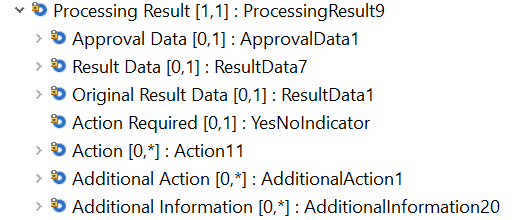 Processing Result [1,1] : ProcessingResult9
Approval Data [0,1] : ApprovalData1
Result Data [0,1] : ResultData7
Original Result Data [0,1] : ResultData1
Action Required [0,1] : YesNoIndicator
Action [0,*] : Action11
Additional Action [0,*] : AdditionalAction1
Additional Information [0,*] : AdditionalInformation20